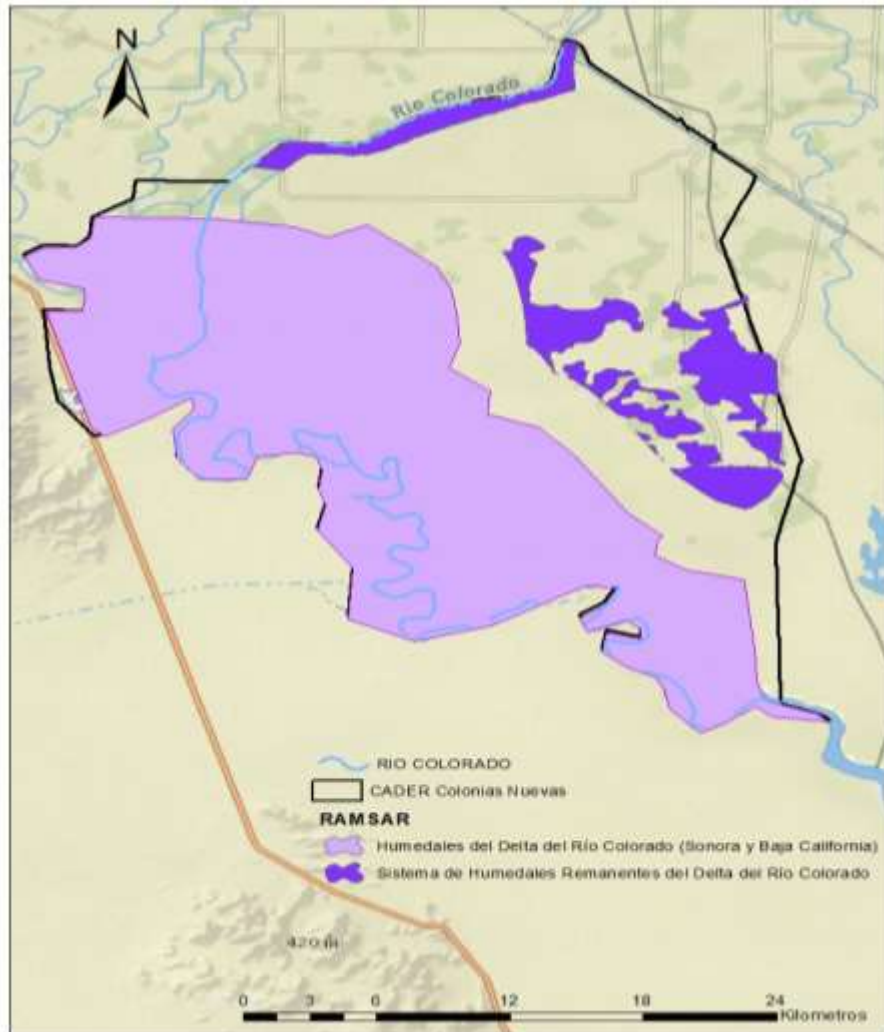 N
Río Colorado
RIO COLORADO
CADER Colonias Nuevas
RAMSAR
Humedales del Delta del Río Colorado (Sonora y Baja California)
Sistema de Humedales Remanentes del Delta del Río Colorado
420 m
0 3 6 12 18 24
Kilometros